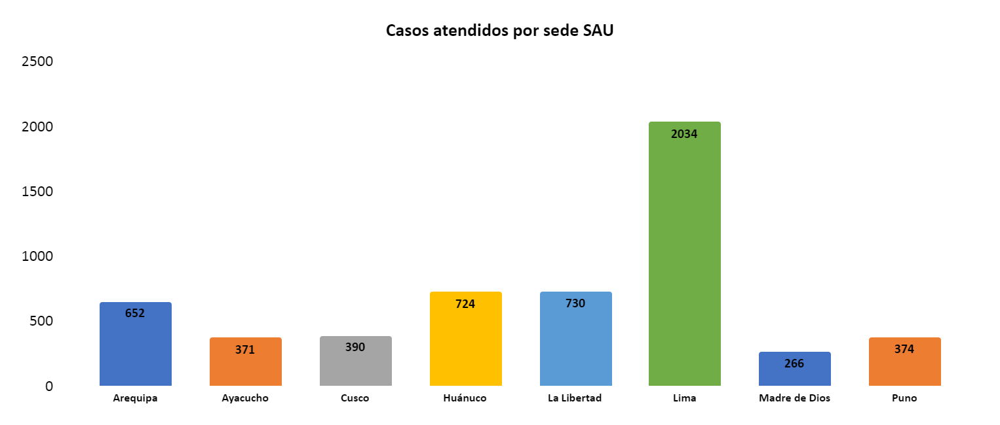 Casos atendidos por sede SAU
2500
2000
1500
1000
500
0
652
371
390
724
730
2034
266
374
Arequipa
Ayacucho
Cusco
Huánuco
La Libertad
Lima
Madre de Dios
Puno